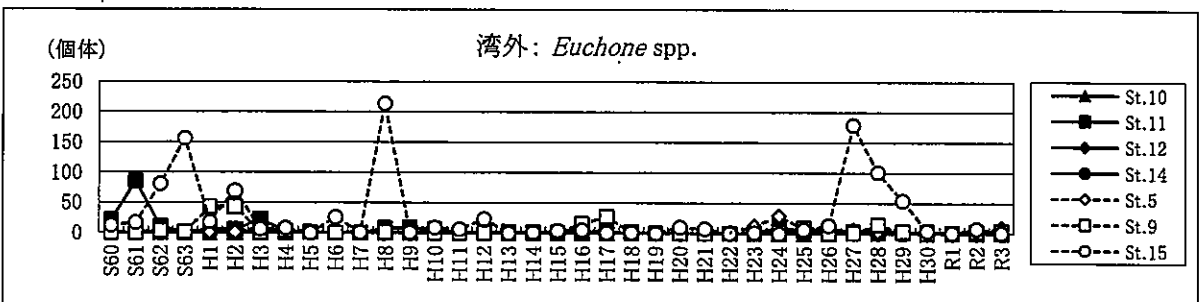 湾外: Euchone spp.
(個体)
250
200
150
100
50
0
S60 S61 S62 S63 H1 H2 H3 H4 H5 H6 H7 H8 H9 H10 H11 H12 H13 H14 H15 H16 H17 H18 H19 H20 H21 H22 H23 H24 H25 H26 H27 H28 H29 H30 R1 R2 R3
St.10
St.11
St.12
St.14
St.5
St.9
St.15